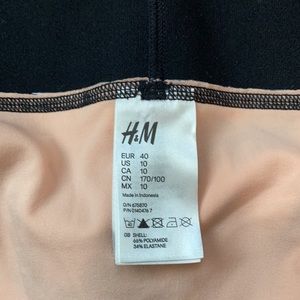 H&M
EUR 40
US 10
CA 10
CN 170/100
MX 10
Made in Indonesia
O/N 675870
P/N 0140476 7
GB SHELL:
66% POLYAMIDE
34% ELASTANE